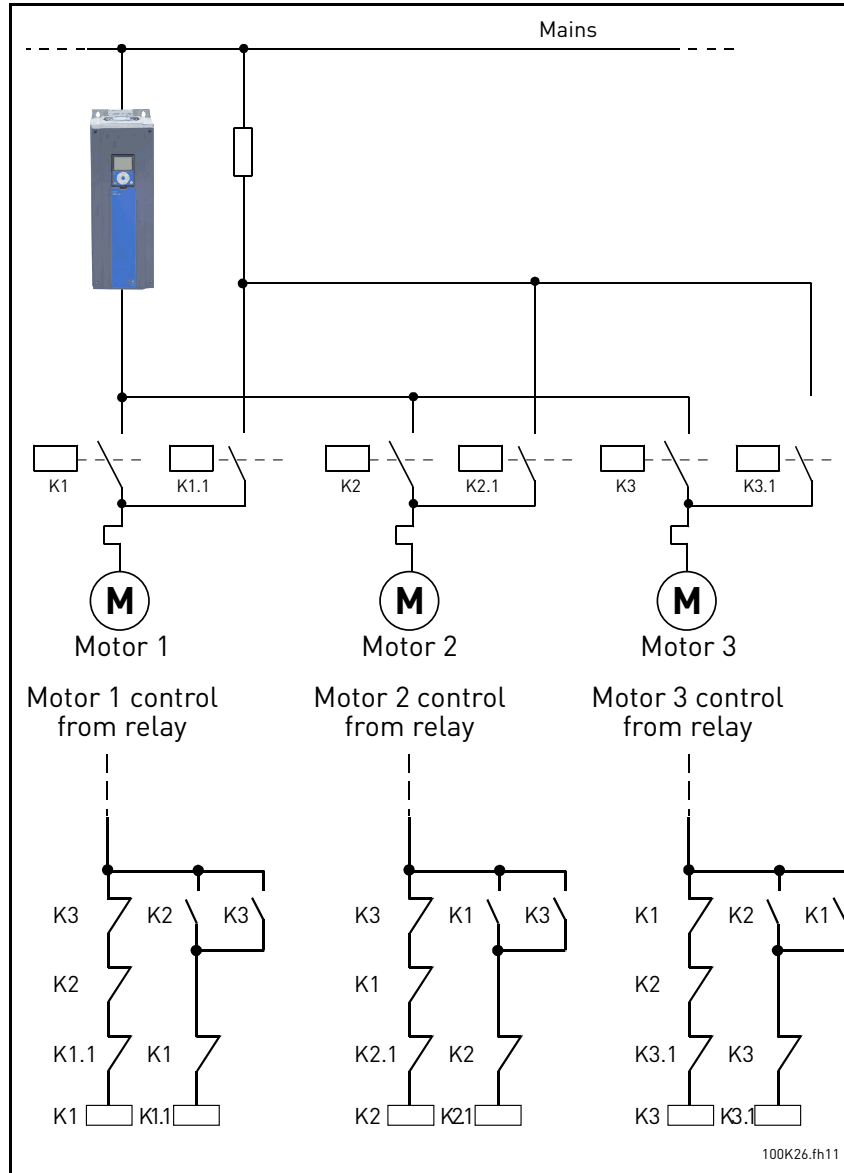 Mains
K1 K1.1 K2 K2.1 K3 K3.1
M M M
Motor 1 Motor 2 Motor 3
Motor 1 control Motor 2 control Motor 3 control
from relay from relay from relay
K3 K2 K3 K3 K1 K3 K1 K2 K1
K2 K1 K2
K1.1 K1 K2.1 K2 K3.1 K3
K1 K1.1 K2 K21 K3 K3.1
100K26.fh11